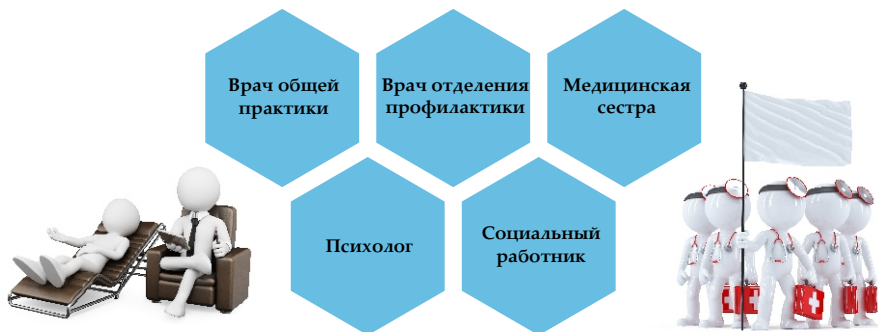 Врач общей
практики
Врач отделения
профилактики
Медицинская
сестра
Психолог
Социальный
работник